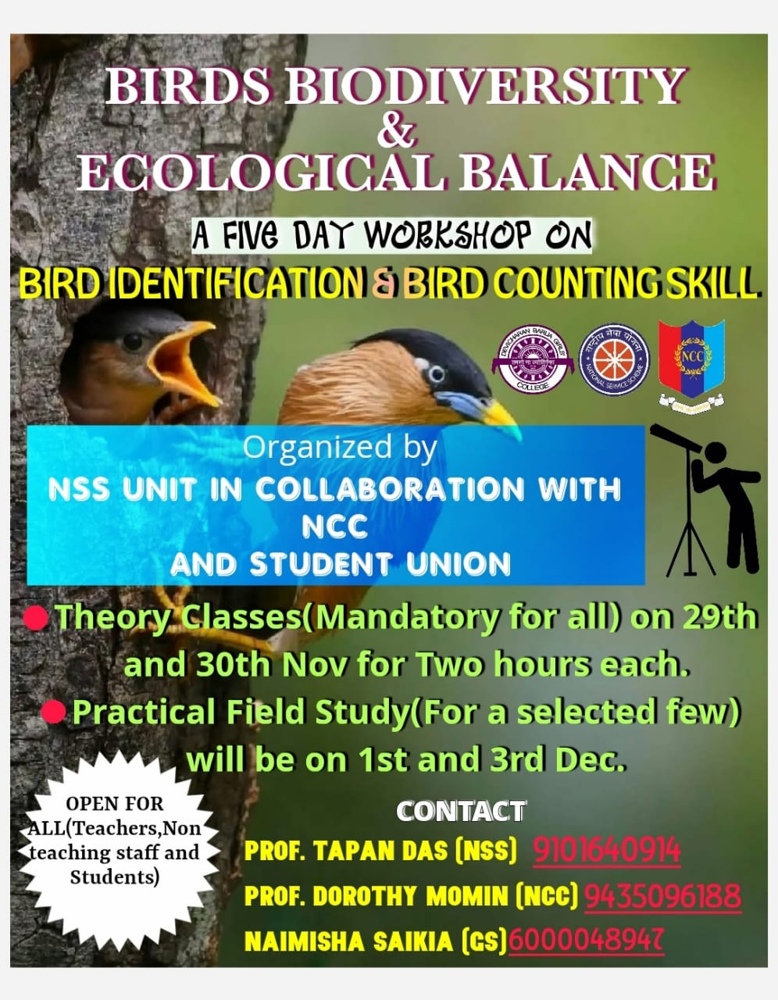 BIRDS BIODIVERSITY
&
ECOLOGICAL BALANCE
A FIVE DAY WORKSHOP ON
BIRD IDENTIFICATION & BIRD COUNTING SKILL
DEVICHARAN BARUA GIRLS'
तमसो मा ज्योतिर्गमय
COLLEGE
राष्ट्रीय सेवा योजना
NATIONAL SERVICE SCHEME
NCC
Organized by
NSS UNIT IN COLLABORATION WITH
NCC
AND STUDENT UNION
Theory Classes(Mandatory for all) on 29th
and 30th Nov for Two hours each.
Practical Field Study(For a selected few)
will be on 1st and 3rd Dec.
OPEN FOR
ALL(Teachers,Non
teaching staff and
Students)
CONTACT
PROF. TAPAN DAS (NSS) 9101640914
PROF. DOROTHY MOMIN (NCC) 9435096188
NAIMISHA SAIKIA (GS)6000048947